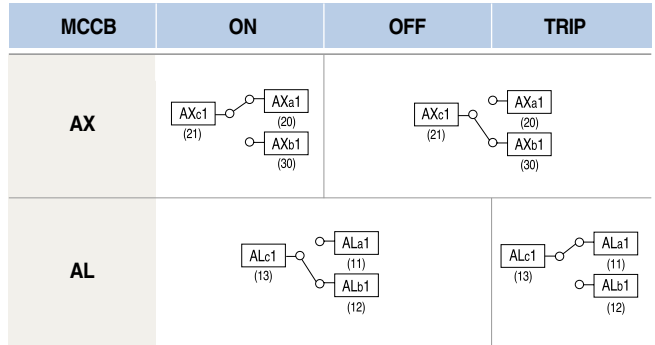 MCCB ON OFF TRIP
AX
AXc1
(21)
AXa1
(20)
AXb1
(30)
AXc1
(21)
AXa1
(20)
AXb1
(30)
AL
ALc1
(13)
ALa1
(11)
ALb1
(12)
ALc1
(13)
ALa1
(11)
ALb1
(12)